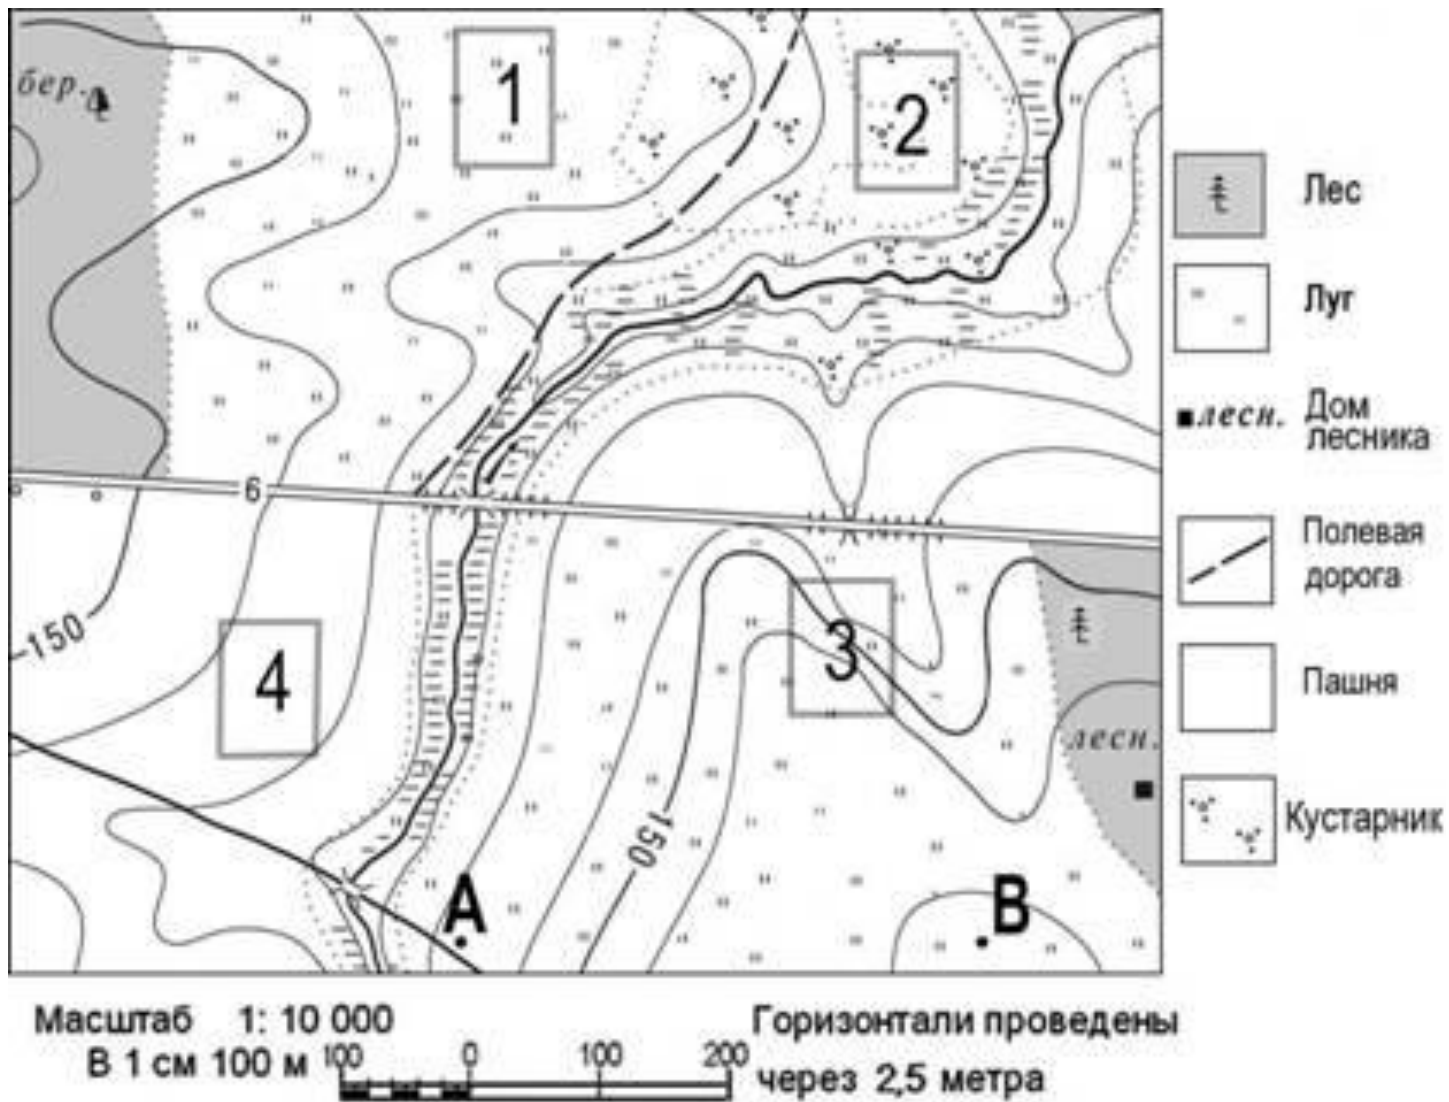 бер.
1
2
6
150
4
3
150
лесн.
А
В
Лес
Луг
лесн. Дом
лесника
Полевая
дорога
Пашня
Кустарник
Масштаб 1: 10 000
В 1 см 100 м
100 0 100 200
Горизонтали проведены
через 2,5 метра